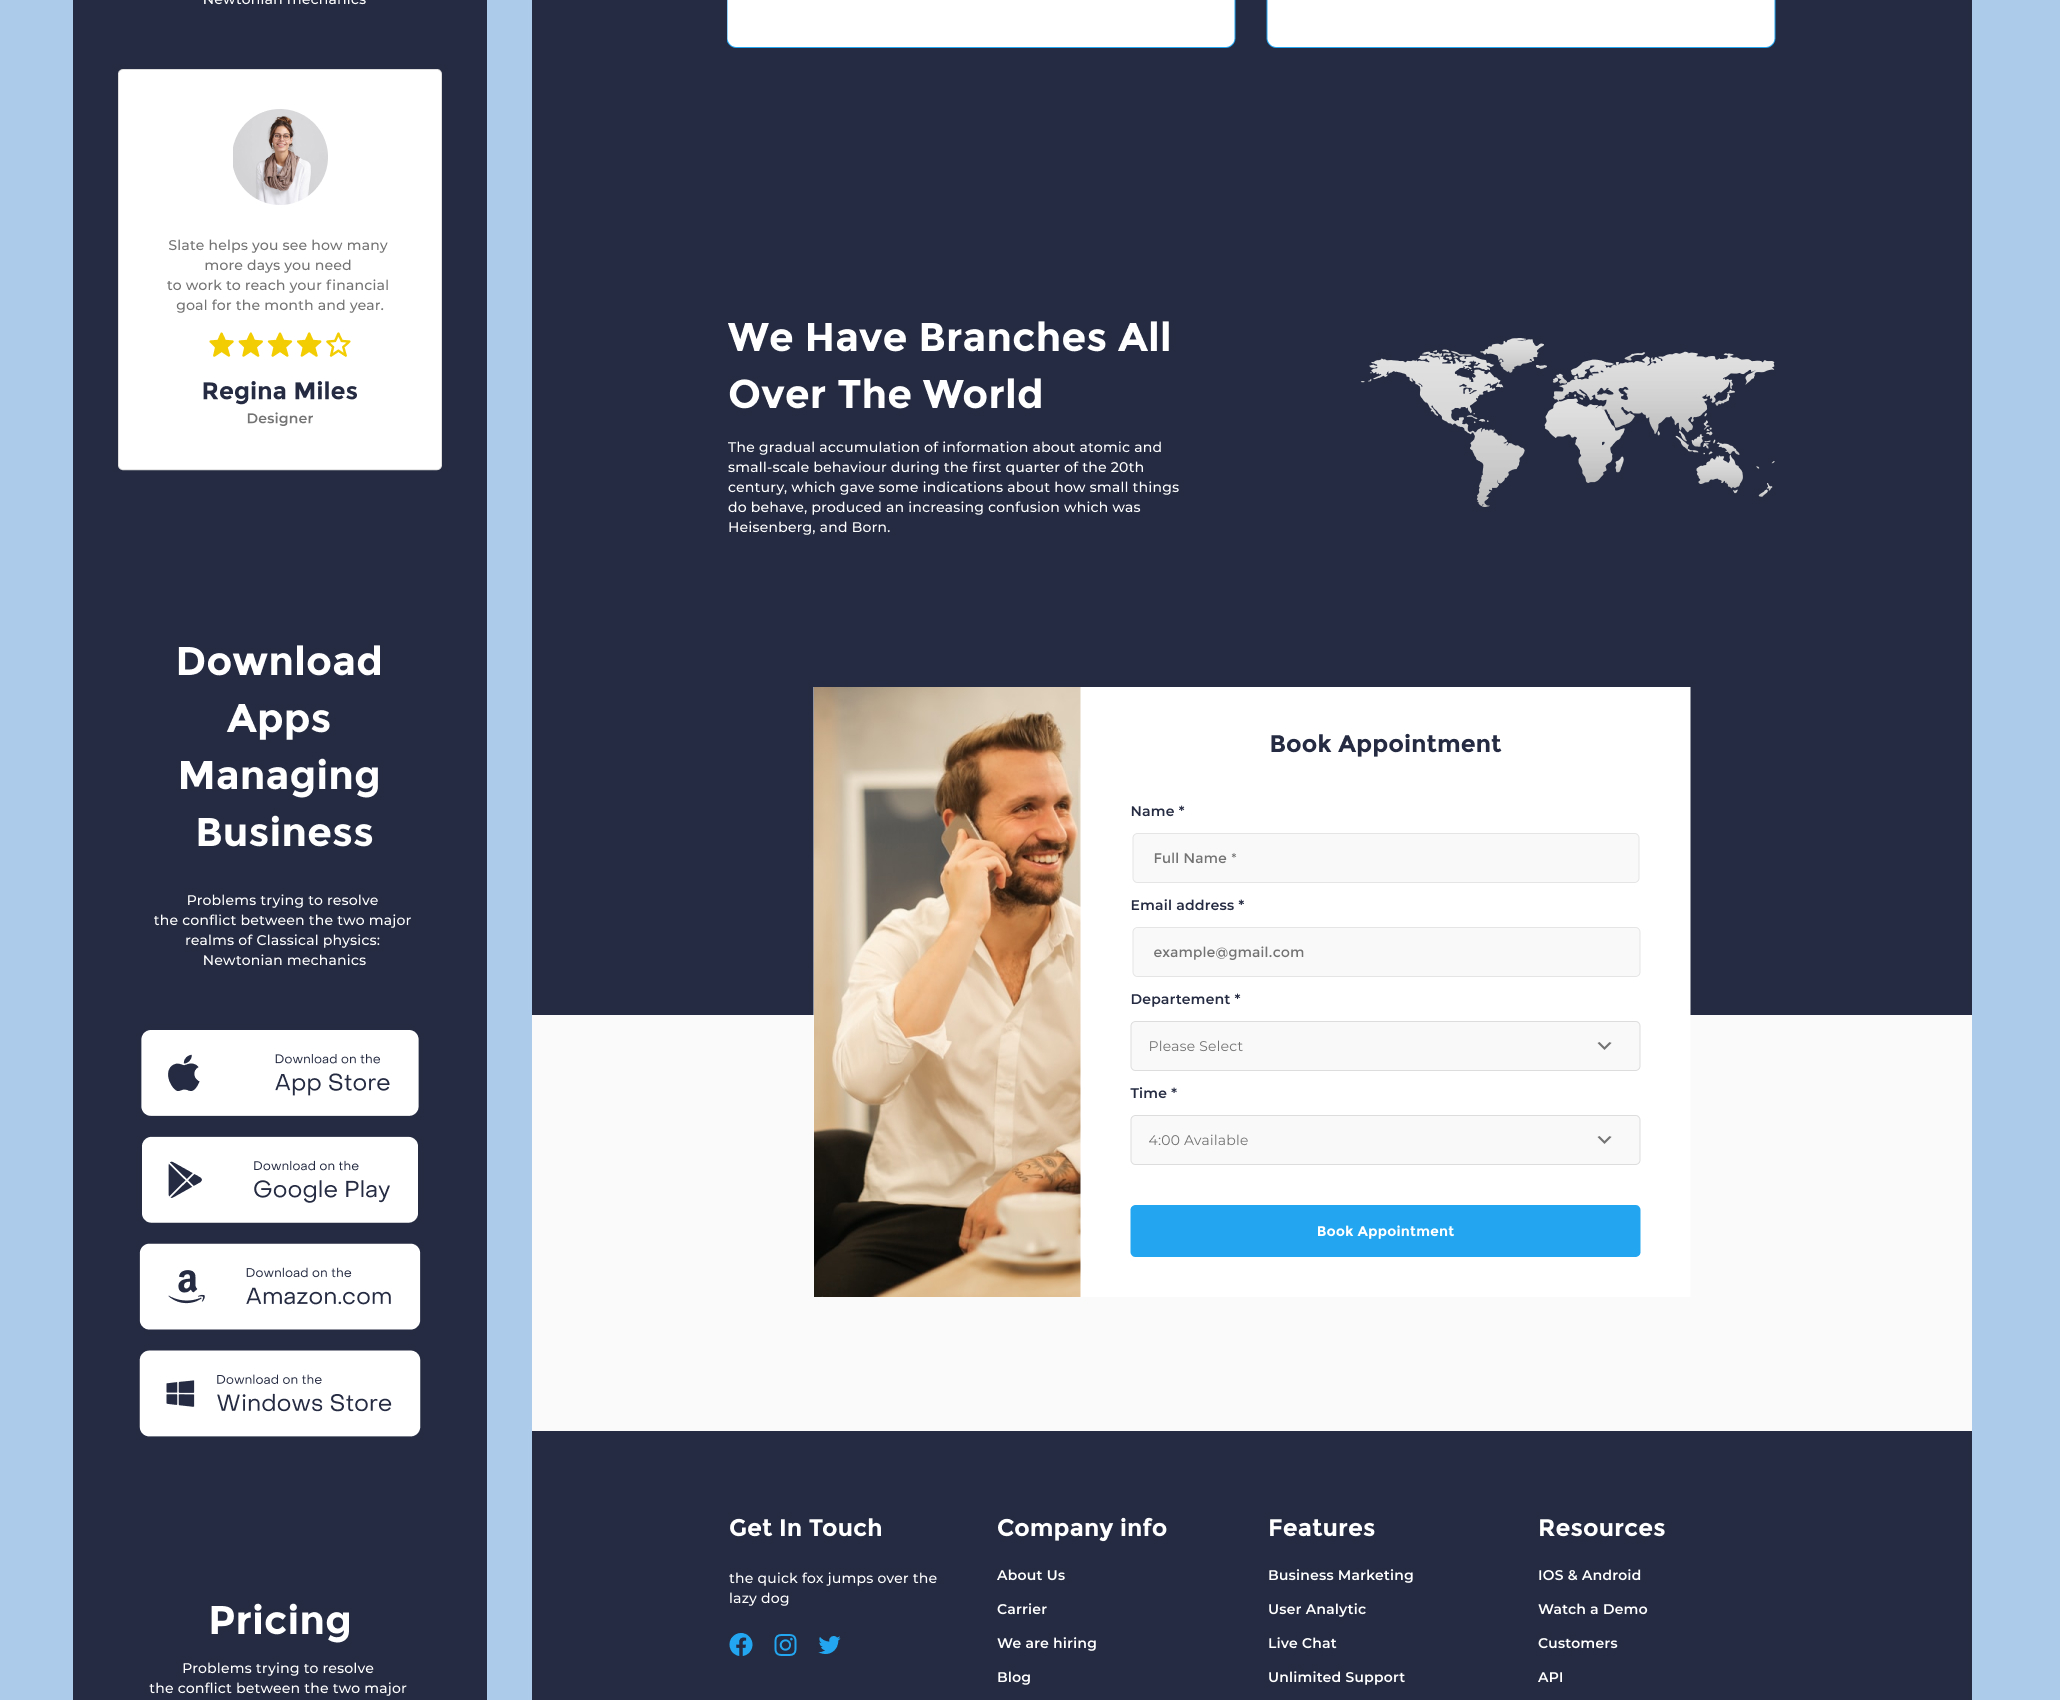 Newtonian mechanics
Slate helps you see how many
more days you need
to work to reach your financial
goal for the month and year.
Regina Miles
Designer
Download
Apps
Managing
Business
Problems trying to resolve
the conflict between the two major
realms of Classical physics:
Newtonian mechanics
Download on the
App Store
Download on the
Google Play
Download on the
Amazon.com
Download on the
Windows Store
Pricing
Problems trying to resolve
the conflict between the two major
We Have Branches All
Over The World
The gradual accumulation of information about atomic and
small-scale behaviour during the first quarter of the 20th
century, which gave some indications about how small things
do behave, produced an increasing confusion which was
Heisenberg, and Born.
Book Appointment
Name *
Full Name *
Email address *
example@gmail.com
Departement *
Please Select
Time *
4:00 Available
Book Appointment
Get In Touch
the quick fox jumps over the
lazy dog
Company info
About Us
Carrier
We are hiring
Blog
Features
Business Marketing
User Analytic
Live Chat
Unlimited Support
Resources
IOS & Android
Watch a Demo
Customers
API